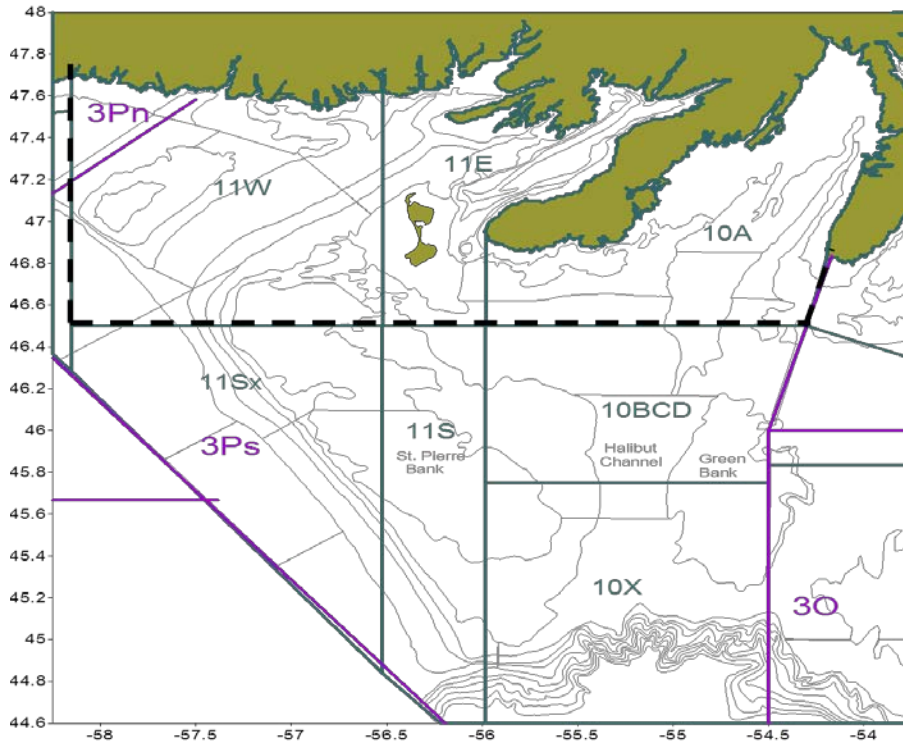 48
47.8
47.6
3Pn
47.4
11E
47.2
11W
47
10A
46.8
46.6
46.4
11Sx
46.2
10BCD
46
3Ps
11S
St. Pierre
Bank
Halibut
Channel
Green
Bank
45.8
45.6
45.4
45.2
10X
3O
45
44.8
44.6
-58 -57.5 -57 -56.5 -56 -55.5 -55 -54.5 -54